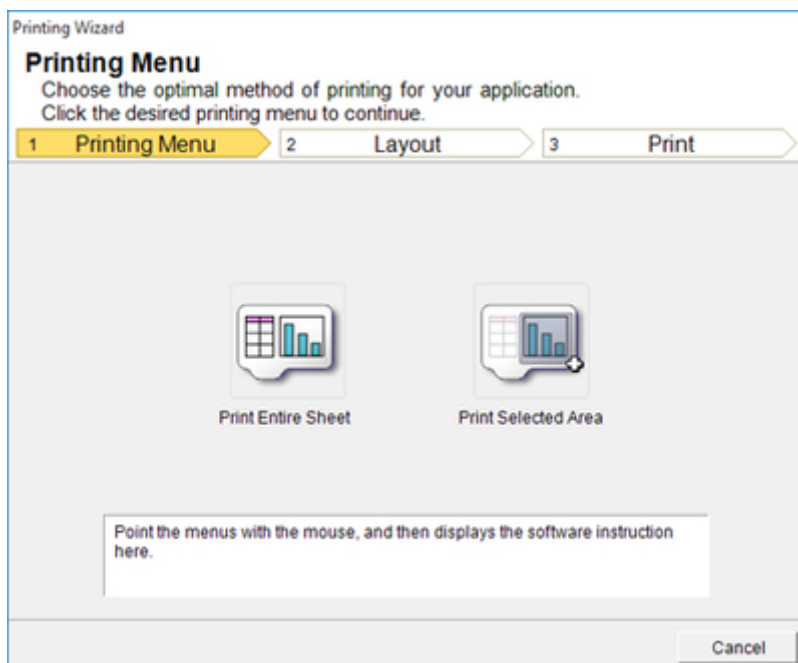 Printing Wizard
Printing Menu
Choose the optimal method of printing for your application.
Click the desired printing menu to continue.
1 Printing Menu 2 Layout 3 Print
Print Entire Sheet Print Selected Area
Point the menus with the mouse, and then displays the software instruction
here.
Cancel